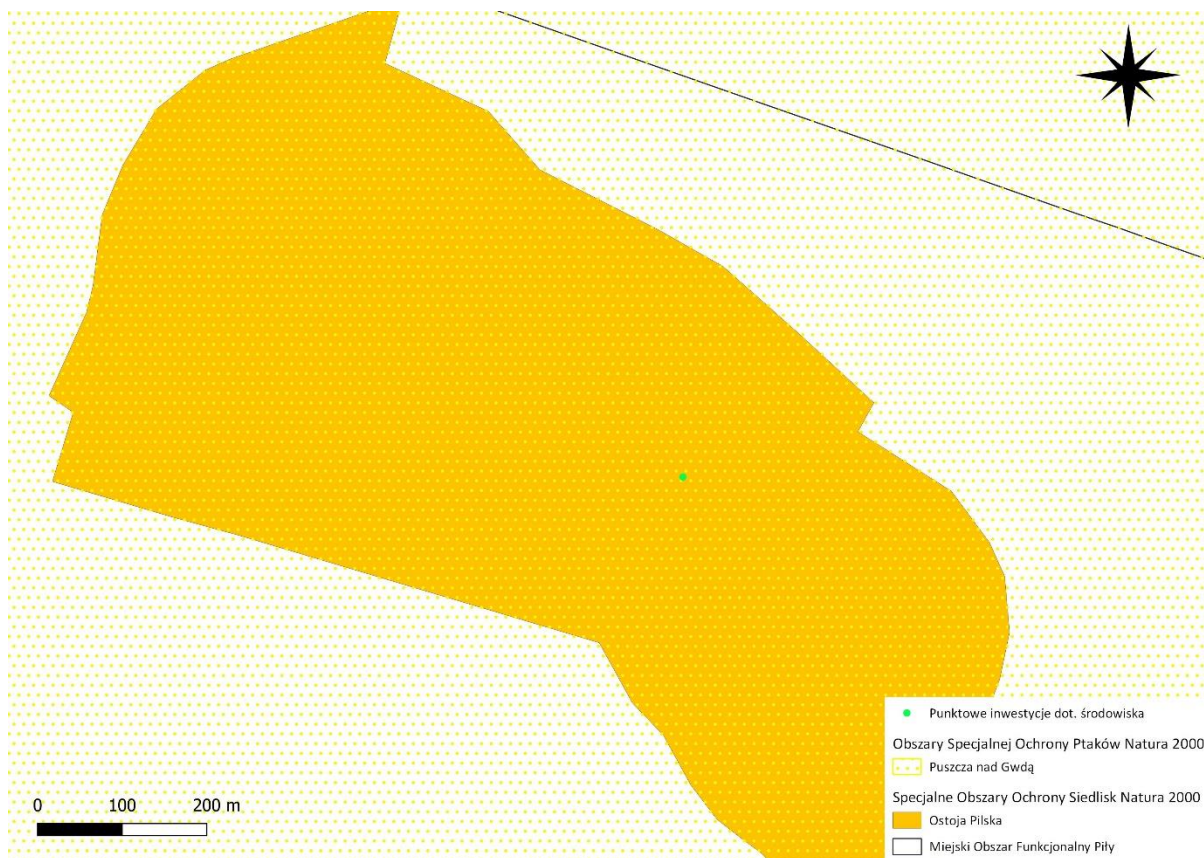 Punktowe inwestycje dot. środowiska
Obszary Specjalnej Ochrony Ptaków Natura 2000
Puszcza nad Gwdą
Specjalne Obszary Ochrony Siedlisk Natura 2000
Ostoja Pilska
Miejski Obszar Funkcjonalny Piły
0 100 200 m